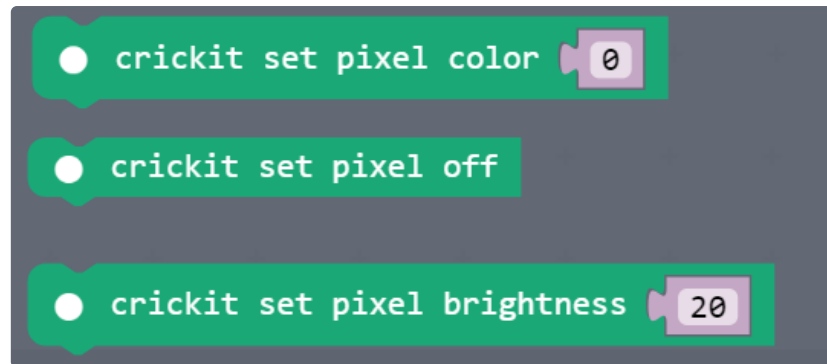 crickit set pixel color 0
crickit set pixel off
crickit set pixel brightness 20